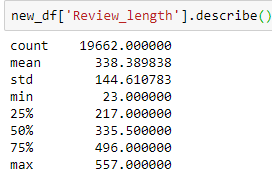 new_df['Review_length'].describe()
count 19662.000000
mean 338.389838
std 144.610783
min 23.000000
25% 217.000000
50% 335.500000
75% 496.000000
max 557.000000